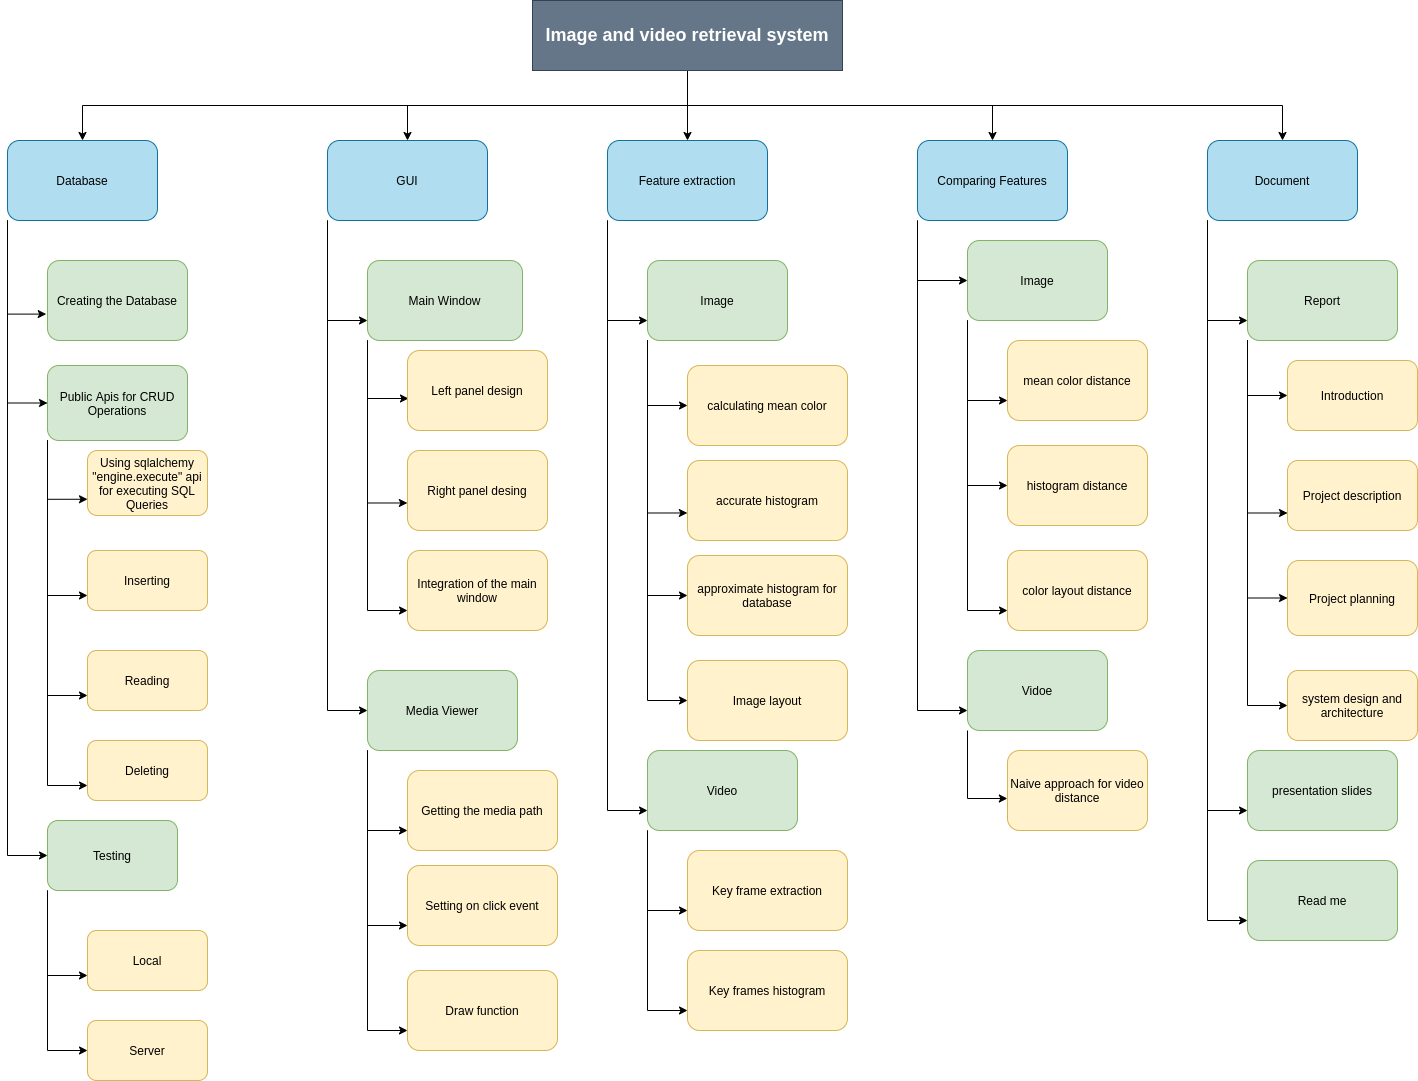 Image and video retrieval system
Database
Creating the Database
Public Apis for CRUD
Operations
Using sqlalchemy
"engine.execute" api
for executing SQL
Queries
Inserting
Reading
Deleting
Testing
Local
Server
GUI
Main Window
Left panel design
Right panel desing
Integration of the main
window
Media Viewer
Getting the media path
Setting on click event
Draw function
Feature extraction
Image
calculating mean color
accurate histogram
approximate histogram for
database
Image layout
Video
Key frame extraction
Key frames histogram
Comparing Features
Image
mean color distance
histogram distance
color layout distance
Vidoe
Naive approach for video
distance
Document
Report
Introduction
Project description
Project planning
system design and
architecture
presentation slides
Read me